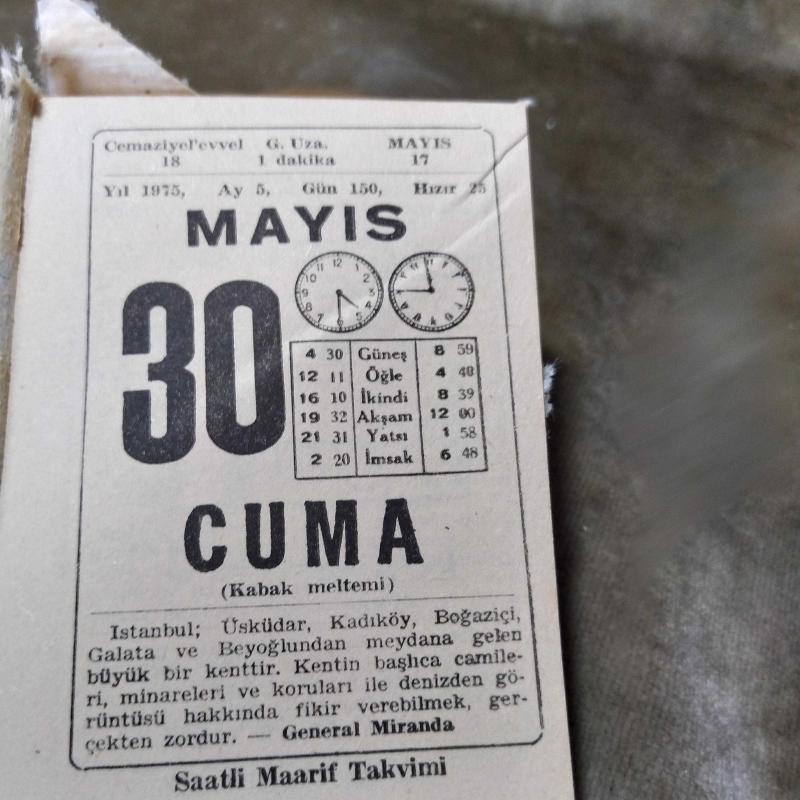 Cemaziyel'evvel G. Uza. MAYIS
18 1 dakika 17
Yıl 1975, Ay 5, Gün 150, Hızır 25
MAYIS
30
4 30 Güneş 8 59
12 11 Öğle 4 40
16 10 İkindi 8 39
19 32 Akşam 12 00
21 31 Yatsı 1 58
2 20 İmsak 6 48
CUMA
(Kabak meltemi)
Istanbul; Üsküdar, Kadıköy, Boğaziçi,
Galata ve Beyoğlundan meydana gelen
büyük bir kenttir. Kentin başlıca camile-
ri, minareleri ve koruları ile denizden gö-
rüntüsü hakkında fikir verebilmek, ger-
çekten zordur. — General Miranda
Saatli Maarif Takvimi